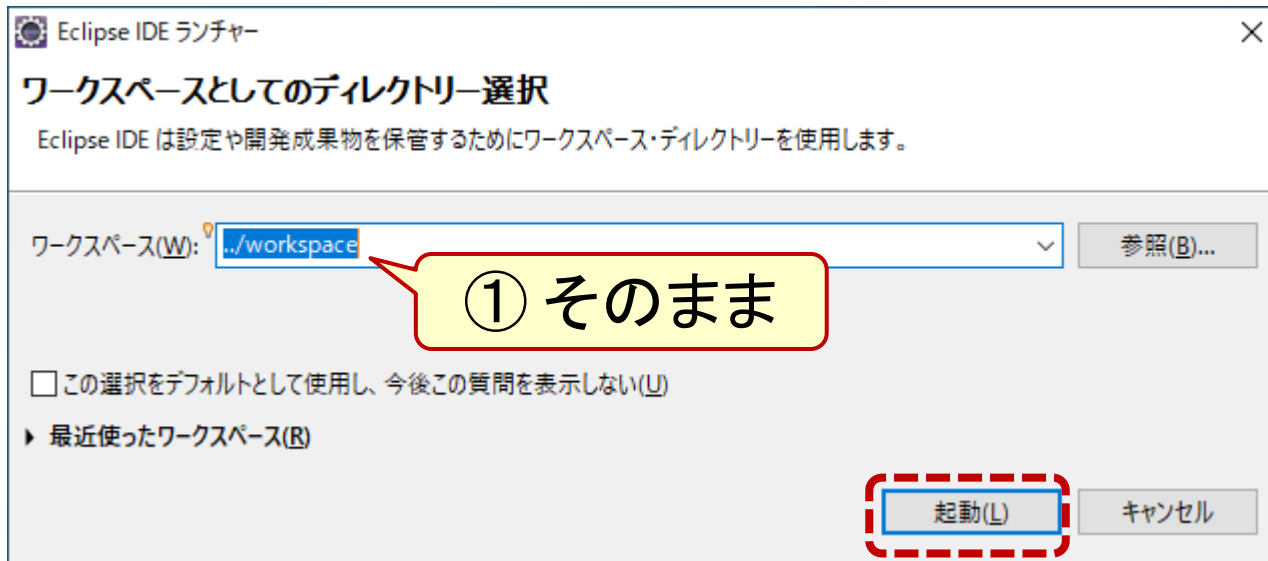 Eclipse IDE ランチャー
ワークスペースとしてのディレクトリー選択
Eclipse IDE は設定や開発成果物を保管するためにワークスペース・ディレクトリーを使用します。
ワークスペース(W): ../workspace 参照(B)...
① そのまま
この選択をデフォルトとして使用し、今後この質問を表示しない(U)
最近使ったワークスペース(R)
起動(L) キャンセル